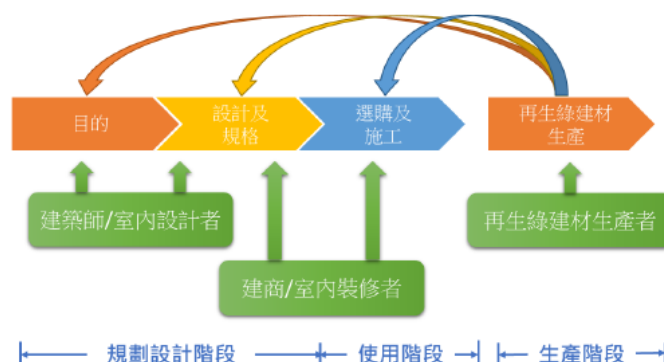 目的
設計及
規格
選購及
施工
再生綠建材
生產
建築師/室內設計者
建商/室內裝修者
再生綠建材生產者
規劃設計階段
使用階段
生產階段